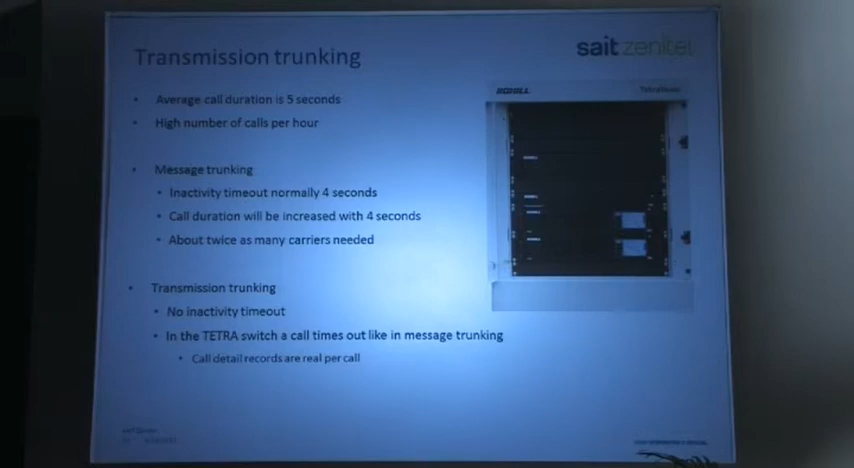 Transmission trunking
sait zenitel
• Average call duration is 5 seconds
• High number of calls per hour
ROHILL
• Message trunking
• Inactivity timeout normally 4 seconds
• Call duration will be increased with 4 seconds
• About twice as many carriers needed
• Transmission trunking
• No inactivity timeout
• In the TETRA switch a call times out like in message trunking
• Call detail records are real per call